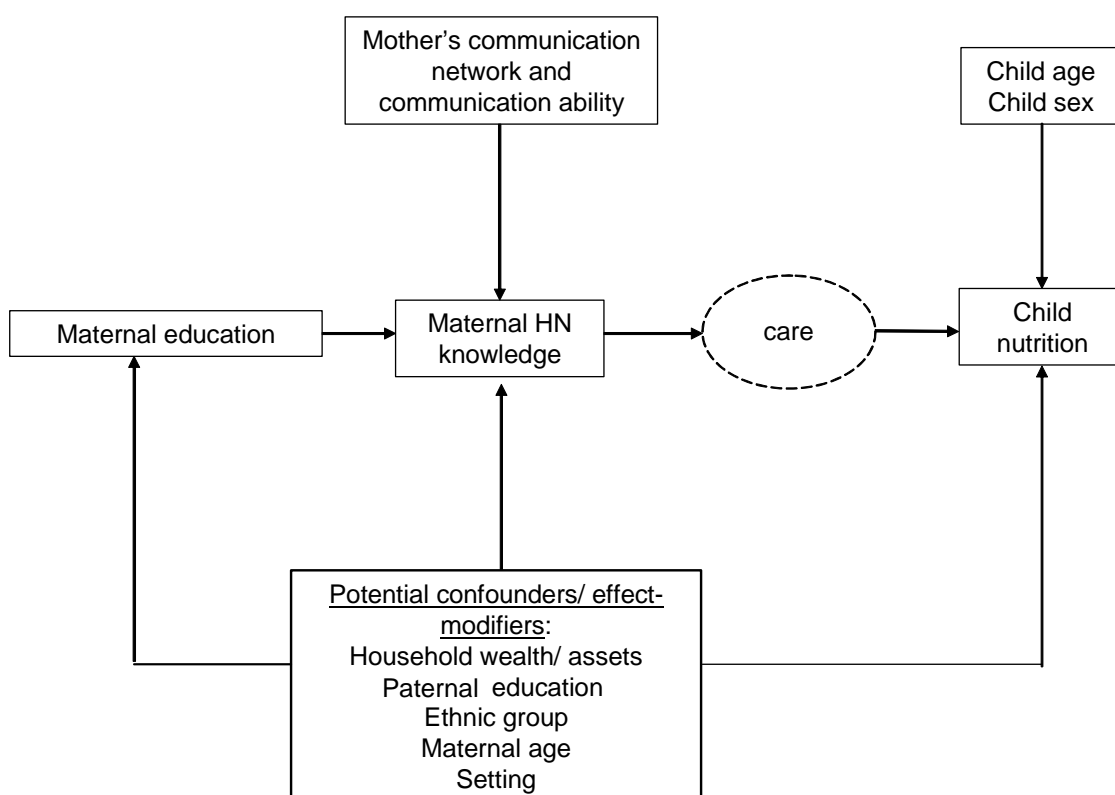 Mother’s communication
network and
communication ability
Child age
Child sex
Maternal education
Maternal HN
knowledge
care
Child
nutrition
Potential confounders/ effect-
modifiers:
Household wealth/ assets
Paternal education
Ethnic group
Maternal age
Setting